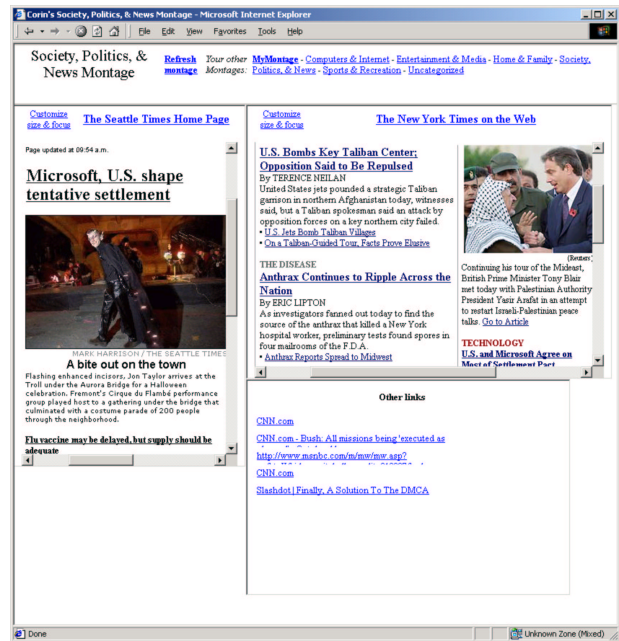 Corin's Society, Politics, & News Montage - Microsoft Internet Explorer
File Edit View Favorites Tools Help
Society, Politics, &
News Montage
Refresh
montage
Your other
Montages:
MyMontage - Computers & Internet - Entertainment & Media - Home & Family - Society,
Politics, & News - Sports & Recreation - Uncategorized
Customize
size & focus
The Seattle Times Home Page
Page updated at 09:54 a.m.
Microsoft, U.S. shape
tentative settlement
MARK HARRISON / THE SEATTLE TIMES
A bite out on the town
Flashing enhanced incisors, Jon Taylor arrives at the
Troll under the Aurora Bridge for a Halloween
celebration. Fremont's Cirque du Flambé performance
group played host to a gathering under the bridge that
culminated with a costume parade of 200 people
through the neighborhood.
Flu vaccine may be delayed, but supply should be
adequate
Customize
size & focus
The New York Times on the Web
U.S. Bombs Key Taliban Center;
Opposition Said to Be Repulsed
By TERENCE NEILAN
United States jets pounded a strategic Taliban
garrison in northern Afghanistan today, witnesses
said, but a Taliban spokesman said an attack by
opposition forces on a key northern city failed.
• U.S. Jets Bomb Taliban Villages
• On a Taliban-Guided Tour, Facts Prove Elusive
THE DISEASE
Anthrax Continues to Ripple Across the
Nation
By ERIC LIPTON
As investigators fanned out today to find the
source of the anthrax that killed a New York
hospital worker, preliminary tests found spores in
four mailrooms of the F.D.A.
• Anthrax Reports Spread to Midwest
(Reuters)
Continuing his tour of the Mideast,
British Prime Minister Tony Blair
met today with Palestinian Authority
President Yasir Arafat in an attempt
to restart Israeli-Palestinian peace
talks. Go to Article
TECHNOLOGY
U.S. and Microsoft Agree on
Most of Settlement Pact
Other links
CNN.com
CNN.com - Bush: All missions being 'executed as
http://www.msnbc.com/m/mw/mw.asp?
CNN.com
Slashdot | Finally, A Solution To The DMCA
Done
Unknown Zone (Mixed)